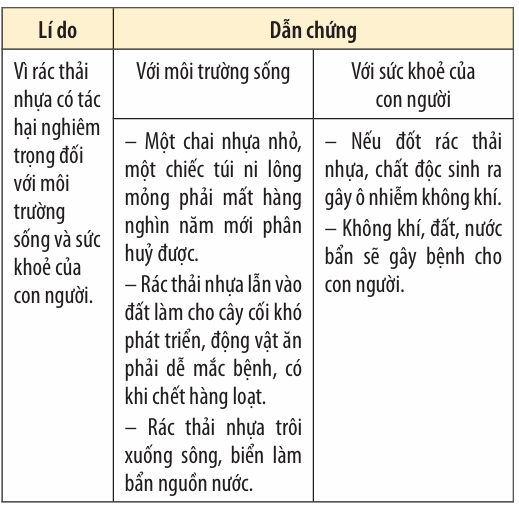 Lí do
Dẫn chứng
Vì rác thải
nhựa có tác
hại nghiêm
trọng đối
với môi
trường
sống và sức
khoẻ của
con người.
Với môi trường sống
Với sức khoẻ của
con người
– Một chai nhựa nhỏ,
một chiếc túi ni lông
mỏng phải mất hàng
nghìn năm mới phân
huỷ được.
– Rác thải nhựa lẫn vào
đất làm cho cây cối khó
phát triển, động vật ăn
phải dễ mắc bệnh, có
khi chết hàng loạt.
– Rác thải nhựa trôi
xuống sông, biển làm
bẩn nguồn nước.
– Nếu đốt rác thải
nhựa, chất độc sinh ra
gây ô nhiễm không khí.
– Không khí, đất, nước
bẩn sẽ gây bệnh cho
con người.